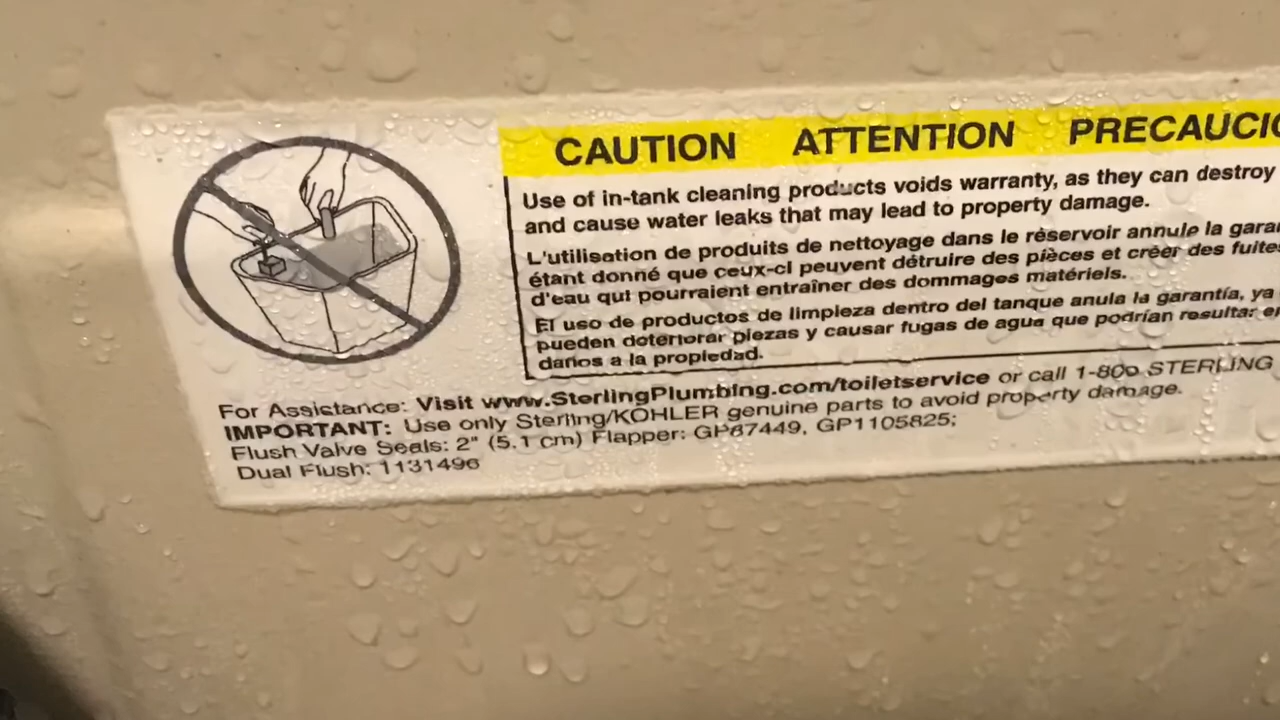 CAUTION ATTENTION
Use of in-tank cleaning products voids warranty, as they can destroy
and cause water leaks that may lead to property damage.
L'utilisation de produits de nettoyage dans le réservoir annule la
étant donné que ceux-ci peuvent détruire des pièces et créer des
d'eau qui pourraient entraîner des dommages matériels.
El uso de productos de limpieza dentro del tanque anula la garantía, ya
pueden deteriorar piezas y causar fugas de agua que podrían resultar
daños a la propiedad.
For Assistance: Visit www.SterlingPlumbing.com/toiletservice or call 1-800 STERLING
IMPORTANT: Use only Sterling/KOHLER genuine parts to avoid property damage.
Flush Valve Seals: 2" (5.1 cm) Flapper: GP87449, GP1105825;
Dual Flush: 1131496